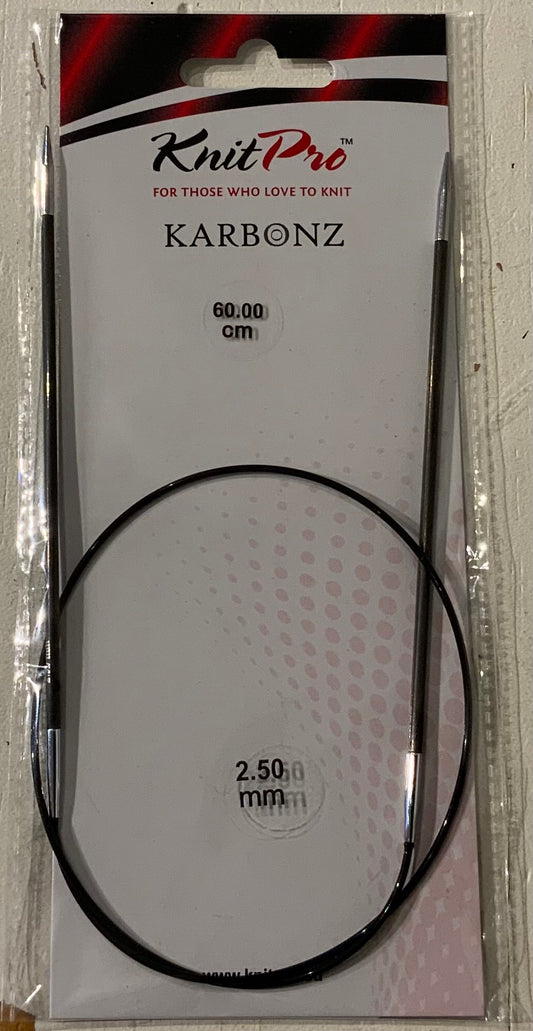 KnitPro™
FOR THOSE WHO LOVE TO KNIT
KARBONZ
60.00
cm
2.50
mm